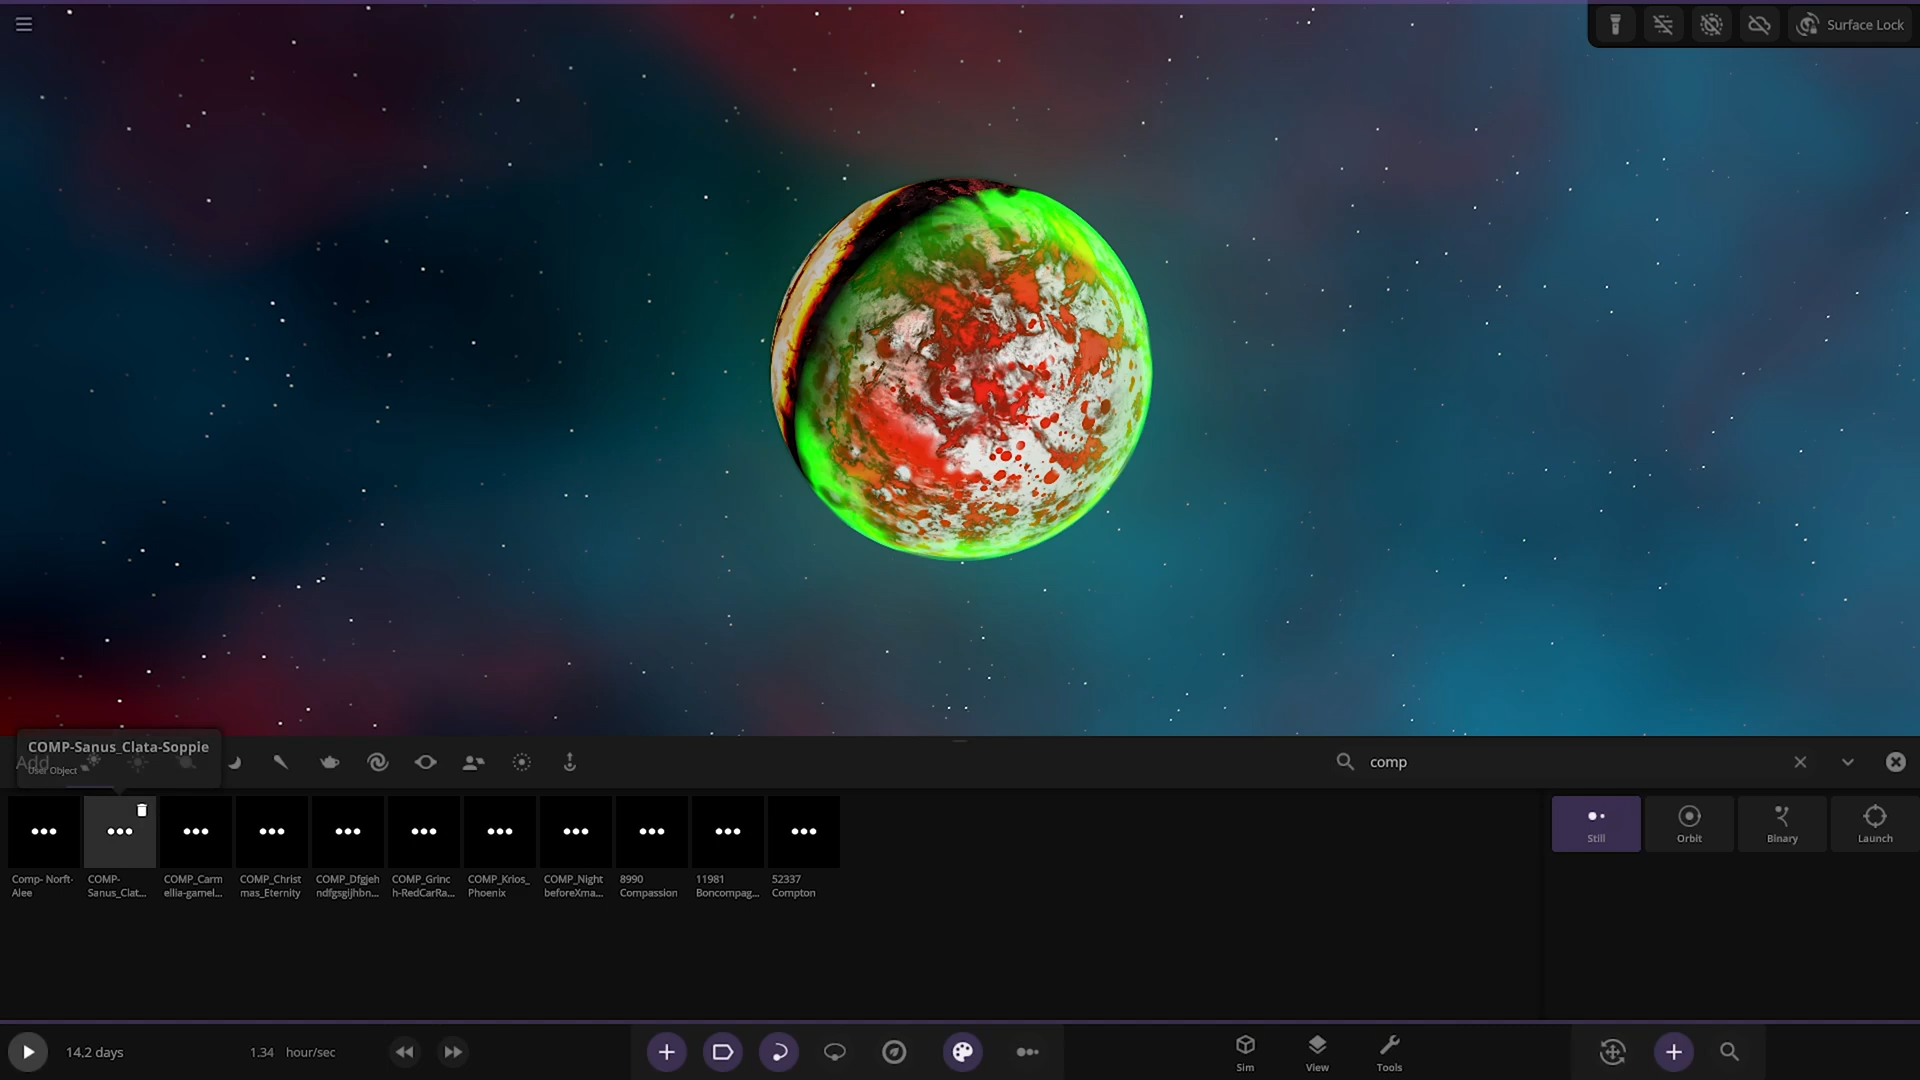 Surface Lock
COMP-Sanus_Clata-Soppie
Add
User Object
comp
Still
Orbit
Binary
Launch
Comp- Norft-
Alee
COMP-
Sanus_Clat...
COMP_Carm
ellia-gamel...
COMP_Christ
mas_Eternity
COMP_Dfgjeh
ndfgsgijhbn...
COMP_Grinc
h-RedCarRa...
COMP_Krios_
Phoenix
COMP_Night
beforeXma...
8990
Compassion
11981
Boncompag...
52337
Compton
14.2 days
1.34 hour/sec
Sim
View
Tools